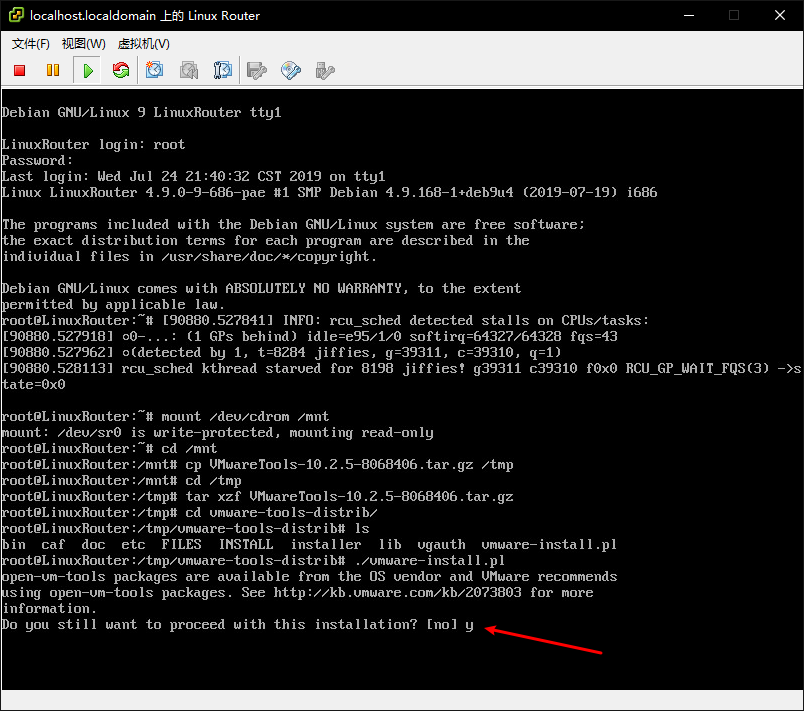 localhost.localdomain 上的 Linux Router
文件(F) 视图(W) 虚拟机(V)
Debian GNU/Linux 9 LinuxRouter tty1
LinuxRouter login: root
Password:
Last login: Wed Jul 24 21:40:32 CST 2019 on tty1
Linux LinuxRouter 4.9.0-9-686-pae #1 SMP Debian 4.9.168-1+deb9u4 (2019-07-19) i686
The programs included with the Debian GNU/Linux system are free software;
the exact distribution terms for each program are described in the
individual files in /usr/share/doc/*/copyright.
Debian GNU/Linux comes with ABSOLUTELY NO WARRANTY, to the extent
permitted by applicable law.
root@LinuxRouter:~# [90880.527841] INFO: rcu_sched detected stalls on CPUs/tasks:
[90880.527918] o0-...: (1 GPs behind) idle=e95/1/0 softirq=64327/64328 fqs=43
[90880.527962] o(detected by 1, t=8284 jiffies, g=39311, c=39310, q=1)
[90880.528113] rcu_sched kthread starved for 8198 jiffies! g39311 c39310 f0x0 RCU_GP_WAIT_FQS(3) ->s
tate=0x0
root@LinuxRouter:~# mount /dev/cdrom /mnt
mount: /dev/sr0 is write-protected, mounting read-only
root@LinuxRouter:~# cd /mnt
root@LinuxRouter:/mnt# cp VMwareTools-10.2.5-8068406.tar.gz /tmp
root@LinuxRouter:/mnt# cd /tmp
root@LinuxRouter:/tmp# tar xzf VMwareTools-10.2.5-8068406.tar.gz
root@LinuxRouter:/tmp# cd vmware-tools-distrib/
root@LinuxRouter:/tmp/vmware-tools-distrib# ls
bin  caf  doc  etc  FILES  INSTALL  installer  lib  vgauth  vmware-install.pl
root@LinuxRouter:/tmp/vmware-tools-distrib# ./vmware-install.pl
open-vm-tools packages are available from the OS vendor and VMware recommends
using open-vm-tools packages. See http://kb.vmware.com/kb/2073803 for more
information.
Do you still want to proceed with this installation? [no] y